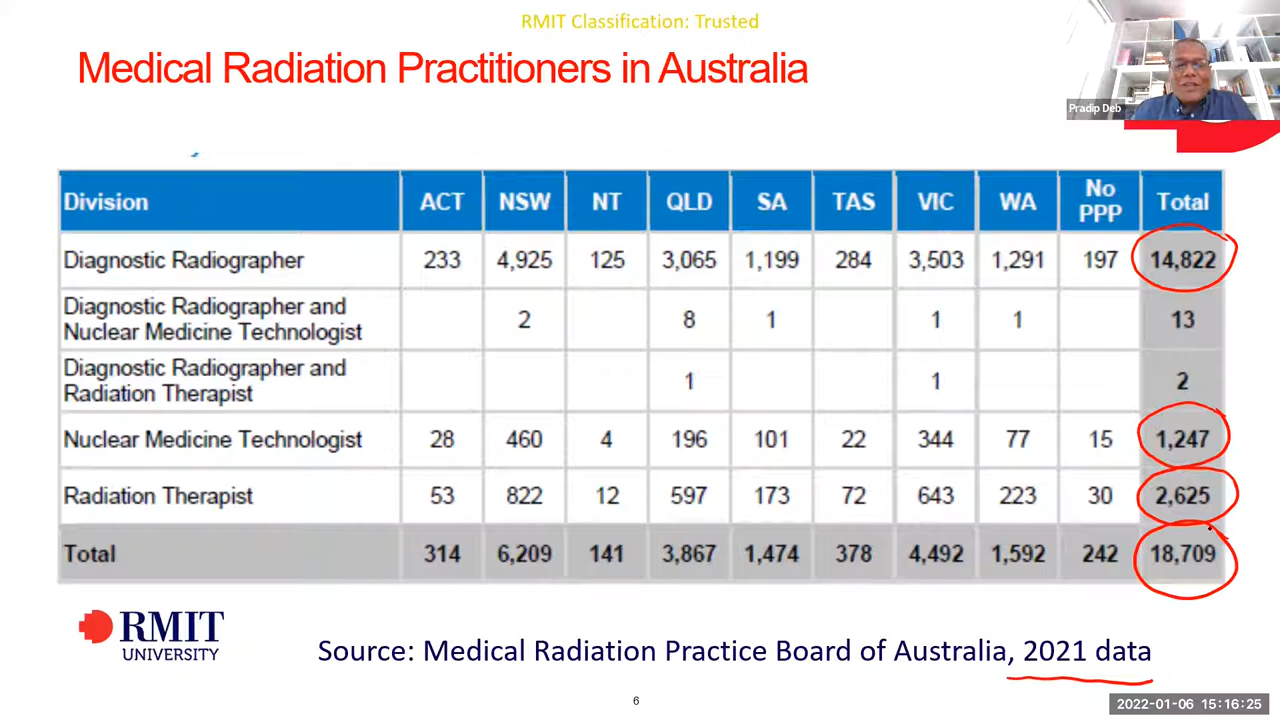 RMIT Classification: Trusted
Medical Radiation Practitioners in Australia
Pradip Deb
Division ACT NSW NT QLD SA TAS VIC WA No PPP Total
Diagnostic Radiographer 233 4,925 125 3,065 1,199 284 3,503 1,291 197 14,822
Diagnostic Radiographer and
Nuclear Medicine Technologist 2 8 1 1 1 13
Diagnostic Radiographer and
Radiation Therapist 1 1 2
Nuclear Medicine Technologist 28 460 4 196 101 22 344 77 15 1,247
Radiation Therapist 53 822 12 597 173 72 643 223 30 2,625
Total 314 6,209 141 3,867 1,474 378 4,492 1,592 242 18,709
RMIT
UNIVERSITY
Source: Medical Radiation Practice Board of Australia, 2021 data
6
2022-01-06 15:16:25